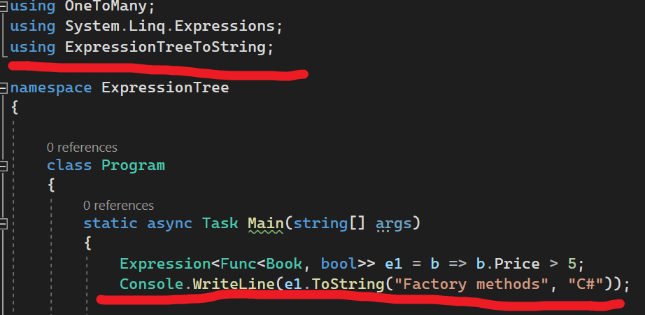 using OneToMany;
using System.Linq.Expressions;
using ExpressionTreeToString;
namespace ExpressionTree
{
0 references
class Program
{
0 references
static async Task Main(string[] args)
{
Expression<Func<Book, bool>> e1 = b => b.Price > 5;
Console.WriteLine(e1.ToString("Factory methods", "C#"));